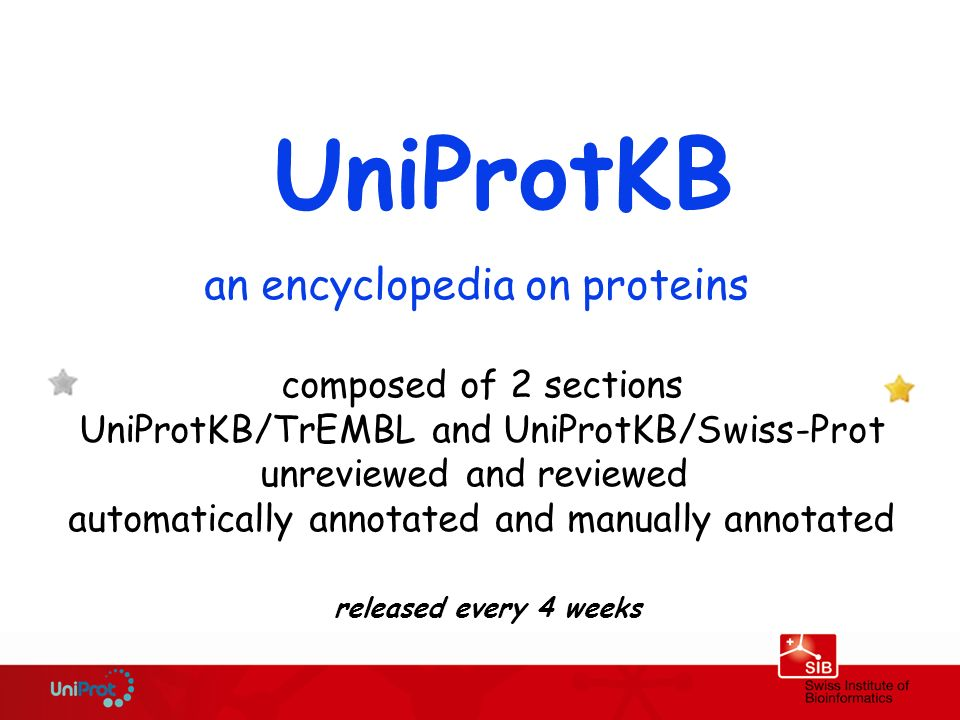 UniProtKB
an encyclopedia on proteins
composed of 2 sections
UniProtKB/TrEMBL and UniProtKB/Swiss-Prot
unreviewed and reviewed
automatically annotated and manually annotated
released every 4 weeks
UniProt
SIB
Swiss Institute of
Bioinformatics